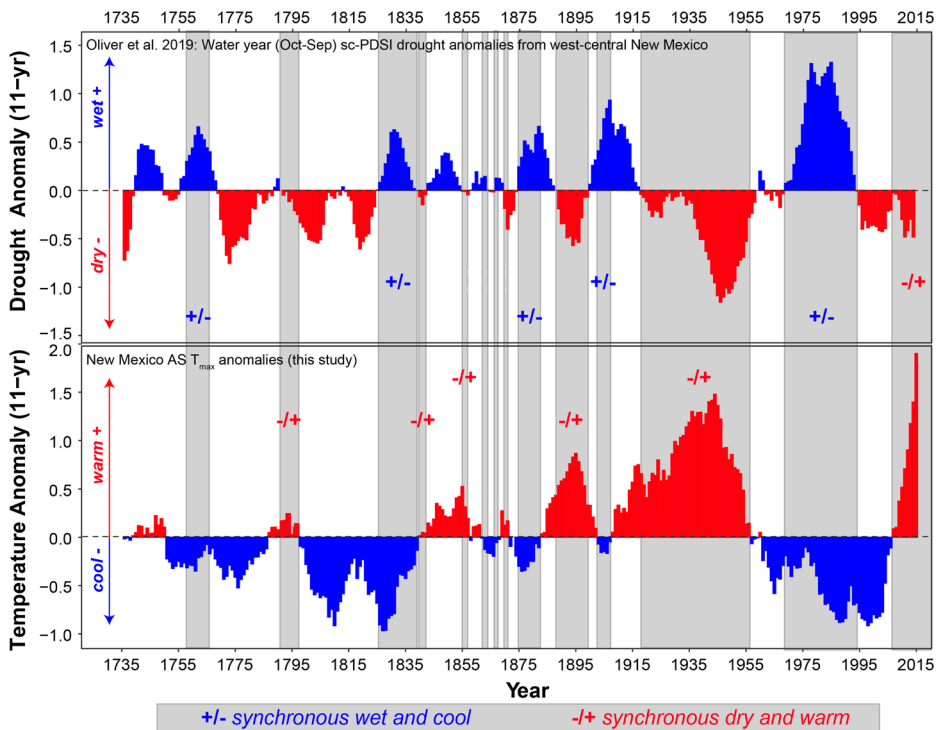 1735 1755 1775 1795 1815 1835 1855 1875 1895 1915 1935 1955 1975 1995 2015
Oliver et al. 2019: Water year (Oct-Sep) sc-PDSI drought anomalies from west-central New Mexico
Drought Anomaly (11−yr)
1.5
1.0
0.5
0.0
−0.5
−1.0
−1.5
wet +
dry -
+/-
+/-
+/-
+/-
+/-
-/+
New Mexico AS Tmax anomalies (this study)
Temperature Anomaly (11−yr)
2.0
1.5
1.0
0.5
0.0
−0.5
−1.0
warm +
cool -
-/+
-/+
-/+
-/+
-/+
1735 1755 1775 1795 1815 1835 1855 1875 1895 1915 1935 1955 1975 1995 2015
Year
+/- synchronous wet and cool
-/+ synchronous dry and warm